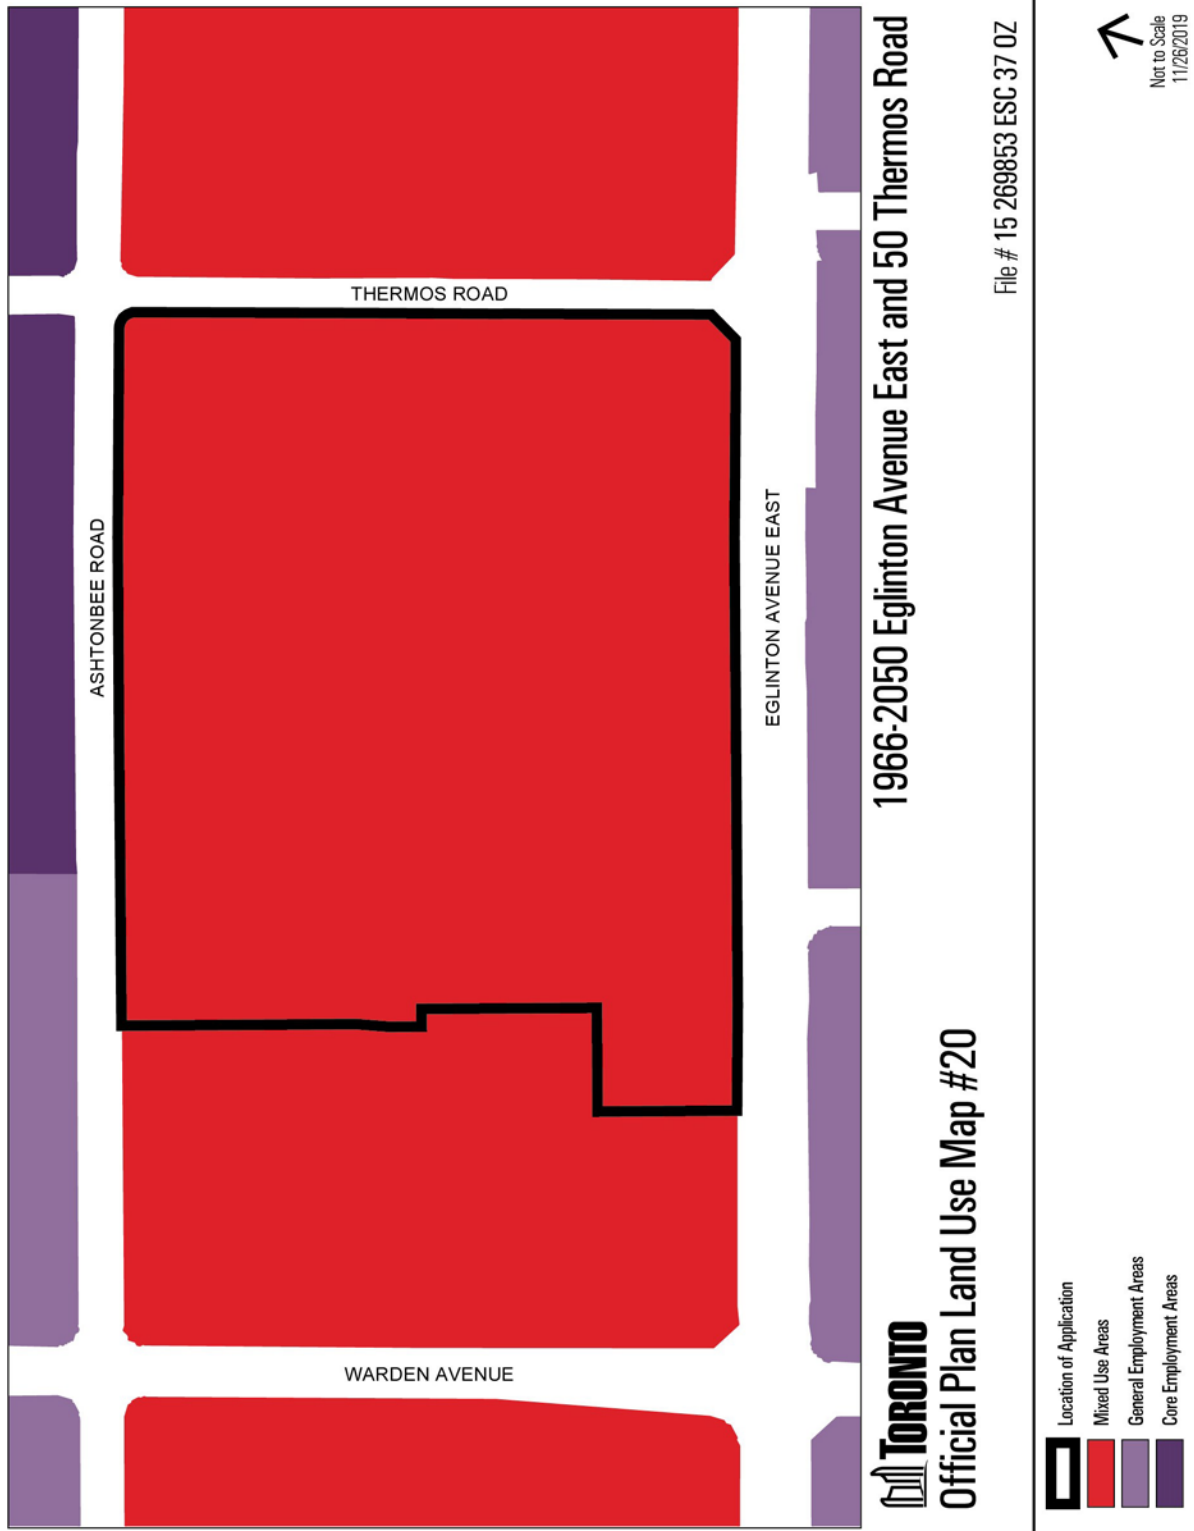 ASHTONBEE ROAD
THERMOS ROAD
WARDEN AVENUE
EGLINTON AVENUE EAST
TORONTO
Official Plan Land Use Map #20
1966-2050 Eglinton Avenue East and 50 Thermos Road
File # 15 269853 ESC 37 OZ
Location of Application
Mixed Use Areas
General Employment Areas
Core Employment Areas
Not to Scale
11/26/2019